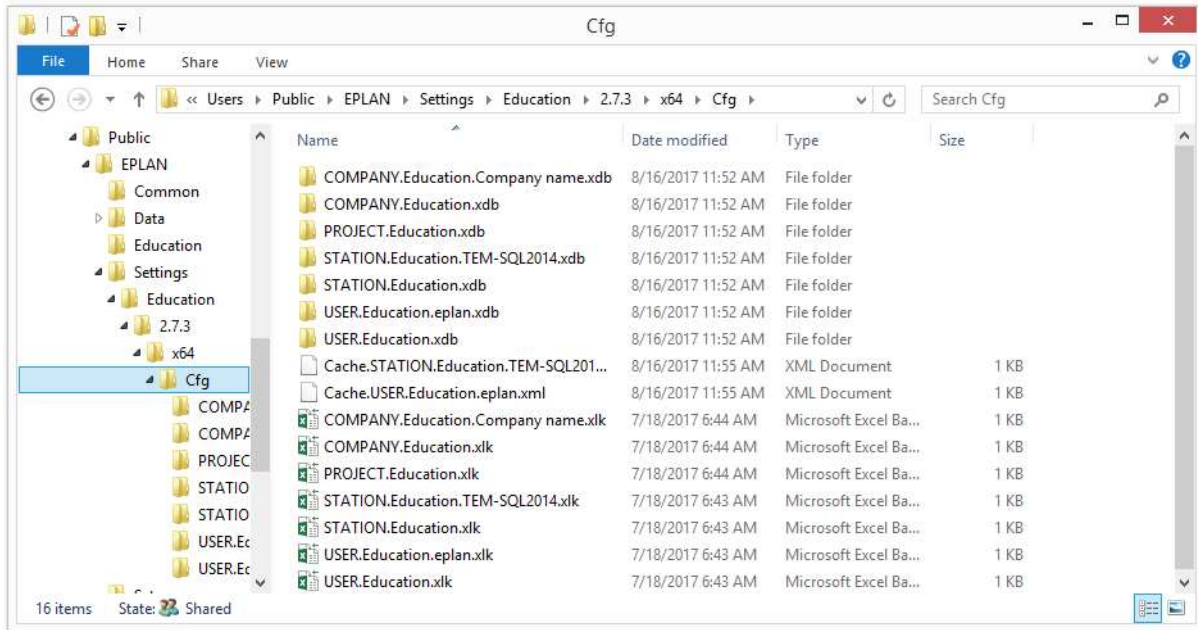 Cfg
File Home Share View
« Users Public EPLAN Settings Education 2.7.3 x64 Cfg Search Cfg
Public
EPLAN
Common
Data
Education
Settings
Education
2.7.3
x64
Cfg
COMPA
COMPA
PROJEC
STATIO
STATIO
USER.Ec
USER.Ec
Name Date modified Type Size
COMPANY.Education.Company name.xdb 8/16/2017 11:52 AM File folder
COMPANY.Education.xdb 8/16/2017 11:52 AM File folder
PROJECT.Education.xdb 8/16/2017 11:52 AM File folder
STATION.Education.TEM-SQL2014.xdb 8/16/2017 11:52 AM File folder
STATION.Education.xdb 8/16/2017 11:52 AM File folder
USER.Education.eplan.xdb 8/16/2017 11:52 AM File folder
USER.Education.xdb 8/16/2017 11:52 AM File folder
Cache.STATION.Education.TEM-SQL201... 8/16/2017 11:55 AM XML Document 1 KB
Cache.USER.Education.eplan.xml 8/16/2017 11:55 AM XML Document 1 KB
COMPANY.Education.Company name.xlk 7/18/2017 6:44 AM Microsoft Excel Ba... 1 KB
COMPANY.Education.xlk 7/18/2017 6:44 AM Microsoft Excel Ba... 1 KB
PROJECT.Education.xlk 7/18/2017 6:44 AM Microsoft Excel Ba... 1 KB
STATION.Education.TEM-SQL2014.xlk 7/18/2017 6:43 AM Microsoft Excel Ba... 1 KB
STATION.Education.xlk 7/18/2017 6:43 AM Microsoft Excel Ba... 1 KB
USER.Education.eplan.xlk 7/18/2017 6:43 AM Microsoft Excel Ba... 1 KB
USER.Education.xlk 7/18/2017 6:43 AM Microsoft Excel Ba... 1 KB
16 items State: Shared